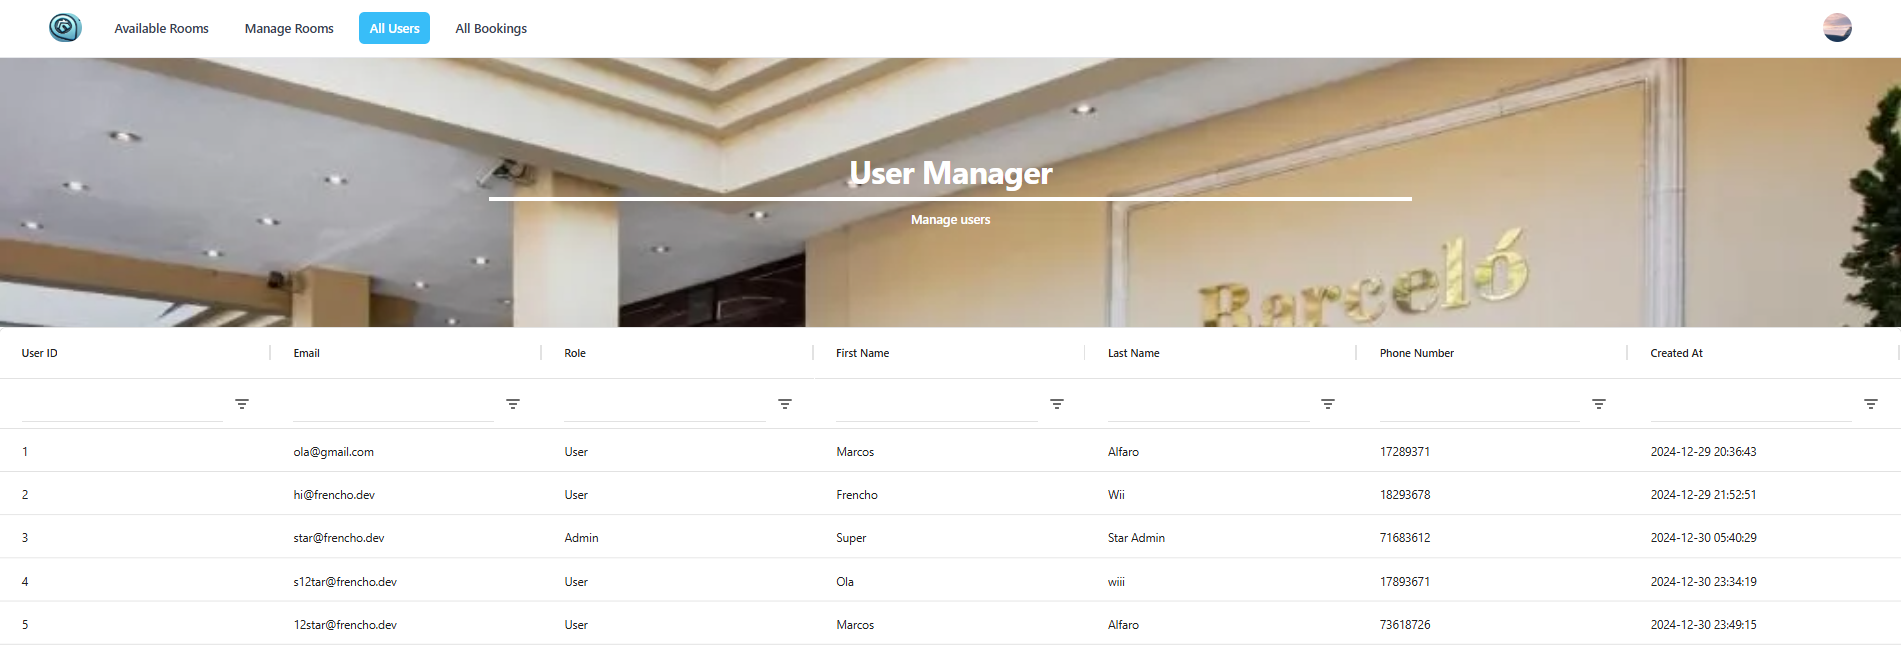 Available Rooms Manage Rooms All Users All Bookings
User Manager
Manage users
Barceló
User ID Email Role First Name Last Name Phone Number Created At
1 ola@gmail.com User Marcos Alfaro 17289371 2024-12-29 20:36:43
2 hi@frencho.dev User Frencho Wii 18293678 2024-12-29 21:52:51
3 star@frencho.dev Admin Super Star Admin 71683612 2024-12-30 05:40:29
4 s12tar@frencho.dev User Ola wiii 17893671 2024-12-30 23:34:19
5 12star@frencho.dev User Marcos Alfaro 73618726 2024-12-30 23:49:15